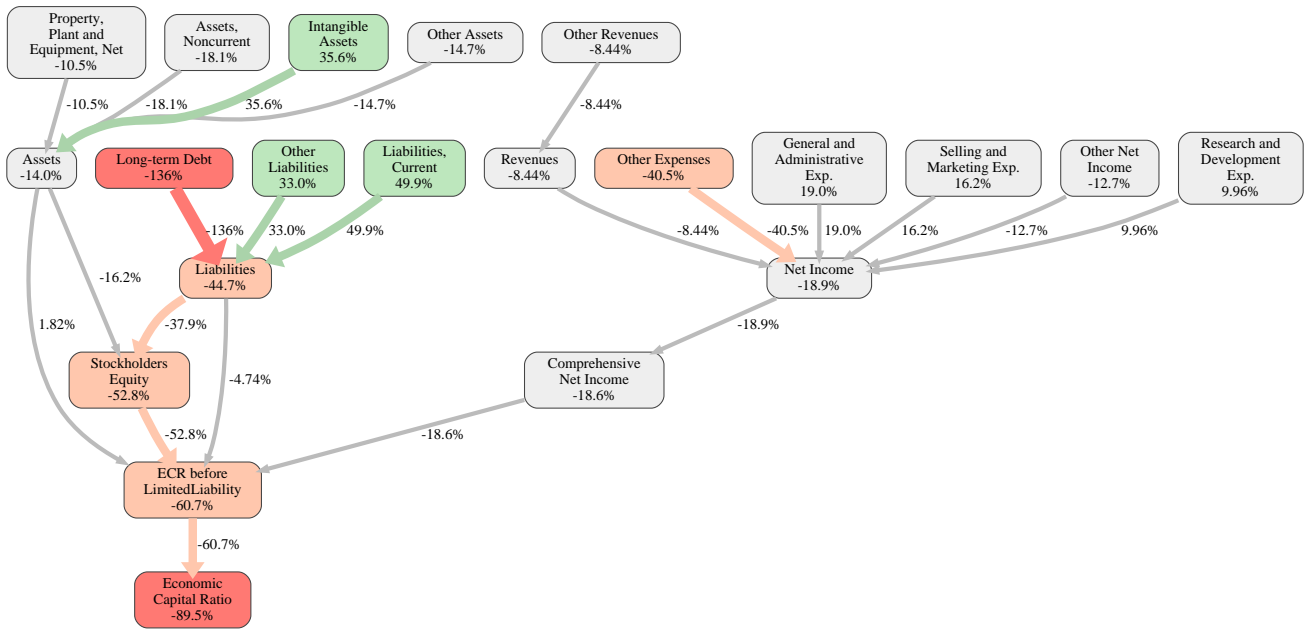 Property,
Plant and
Equipment, Net
-10.5%
Assets,
Noncurrent
-18.1%
Intangible
Assets
35.6%
Other Assets
-14.7%
Other Revenues
-8.44%
-10.5%
-18.1%
35.6%
-14.7%
-8.44%
Assets
-14.0%
Long-term Debt
-136%
Other
Liabilities
33.0%
Liabilities,
Current
49.9%
Revenues
-8.44%
Other Expenses
-40.5%
General and
Administrative
Exp.
19.0%
Selling and
Marketing Exp.
16.2%
Other Net
Income
-12.7%
Research and
Development
Exp.
9.96%
-136%
33.0%
49.9%
-8.44%
-40.5%
19.0%
16.2%
-12.7%
9.96%
Liabilities
-44.7%
Net Income
-18.9%
-16.2%
1.82%
-37.9%
-18.9%
Stockholders
Equity
-52.8%
-4.74%
Comprehensive
Net Income
-18.6%
-52.8%
-18.6%
ECR before
LimitedLiability
-60.7%
-60.7%
Economic
Capital Ratio
-89.5%